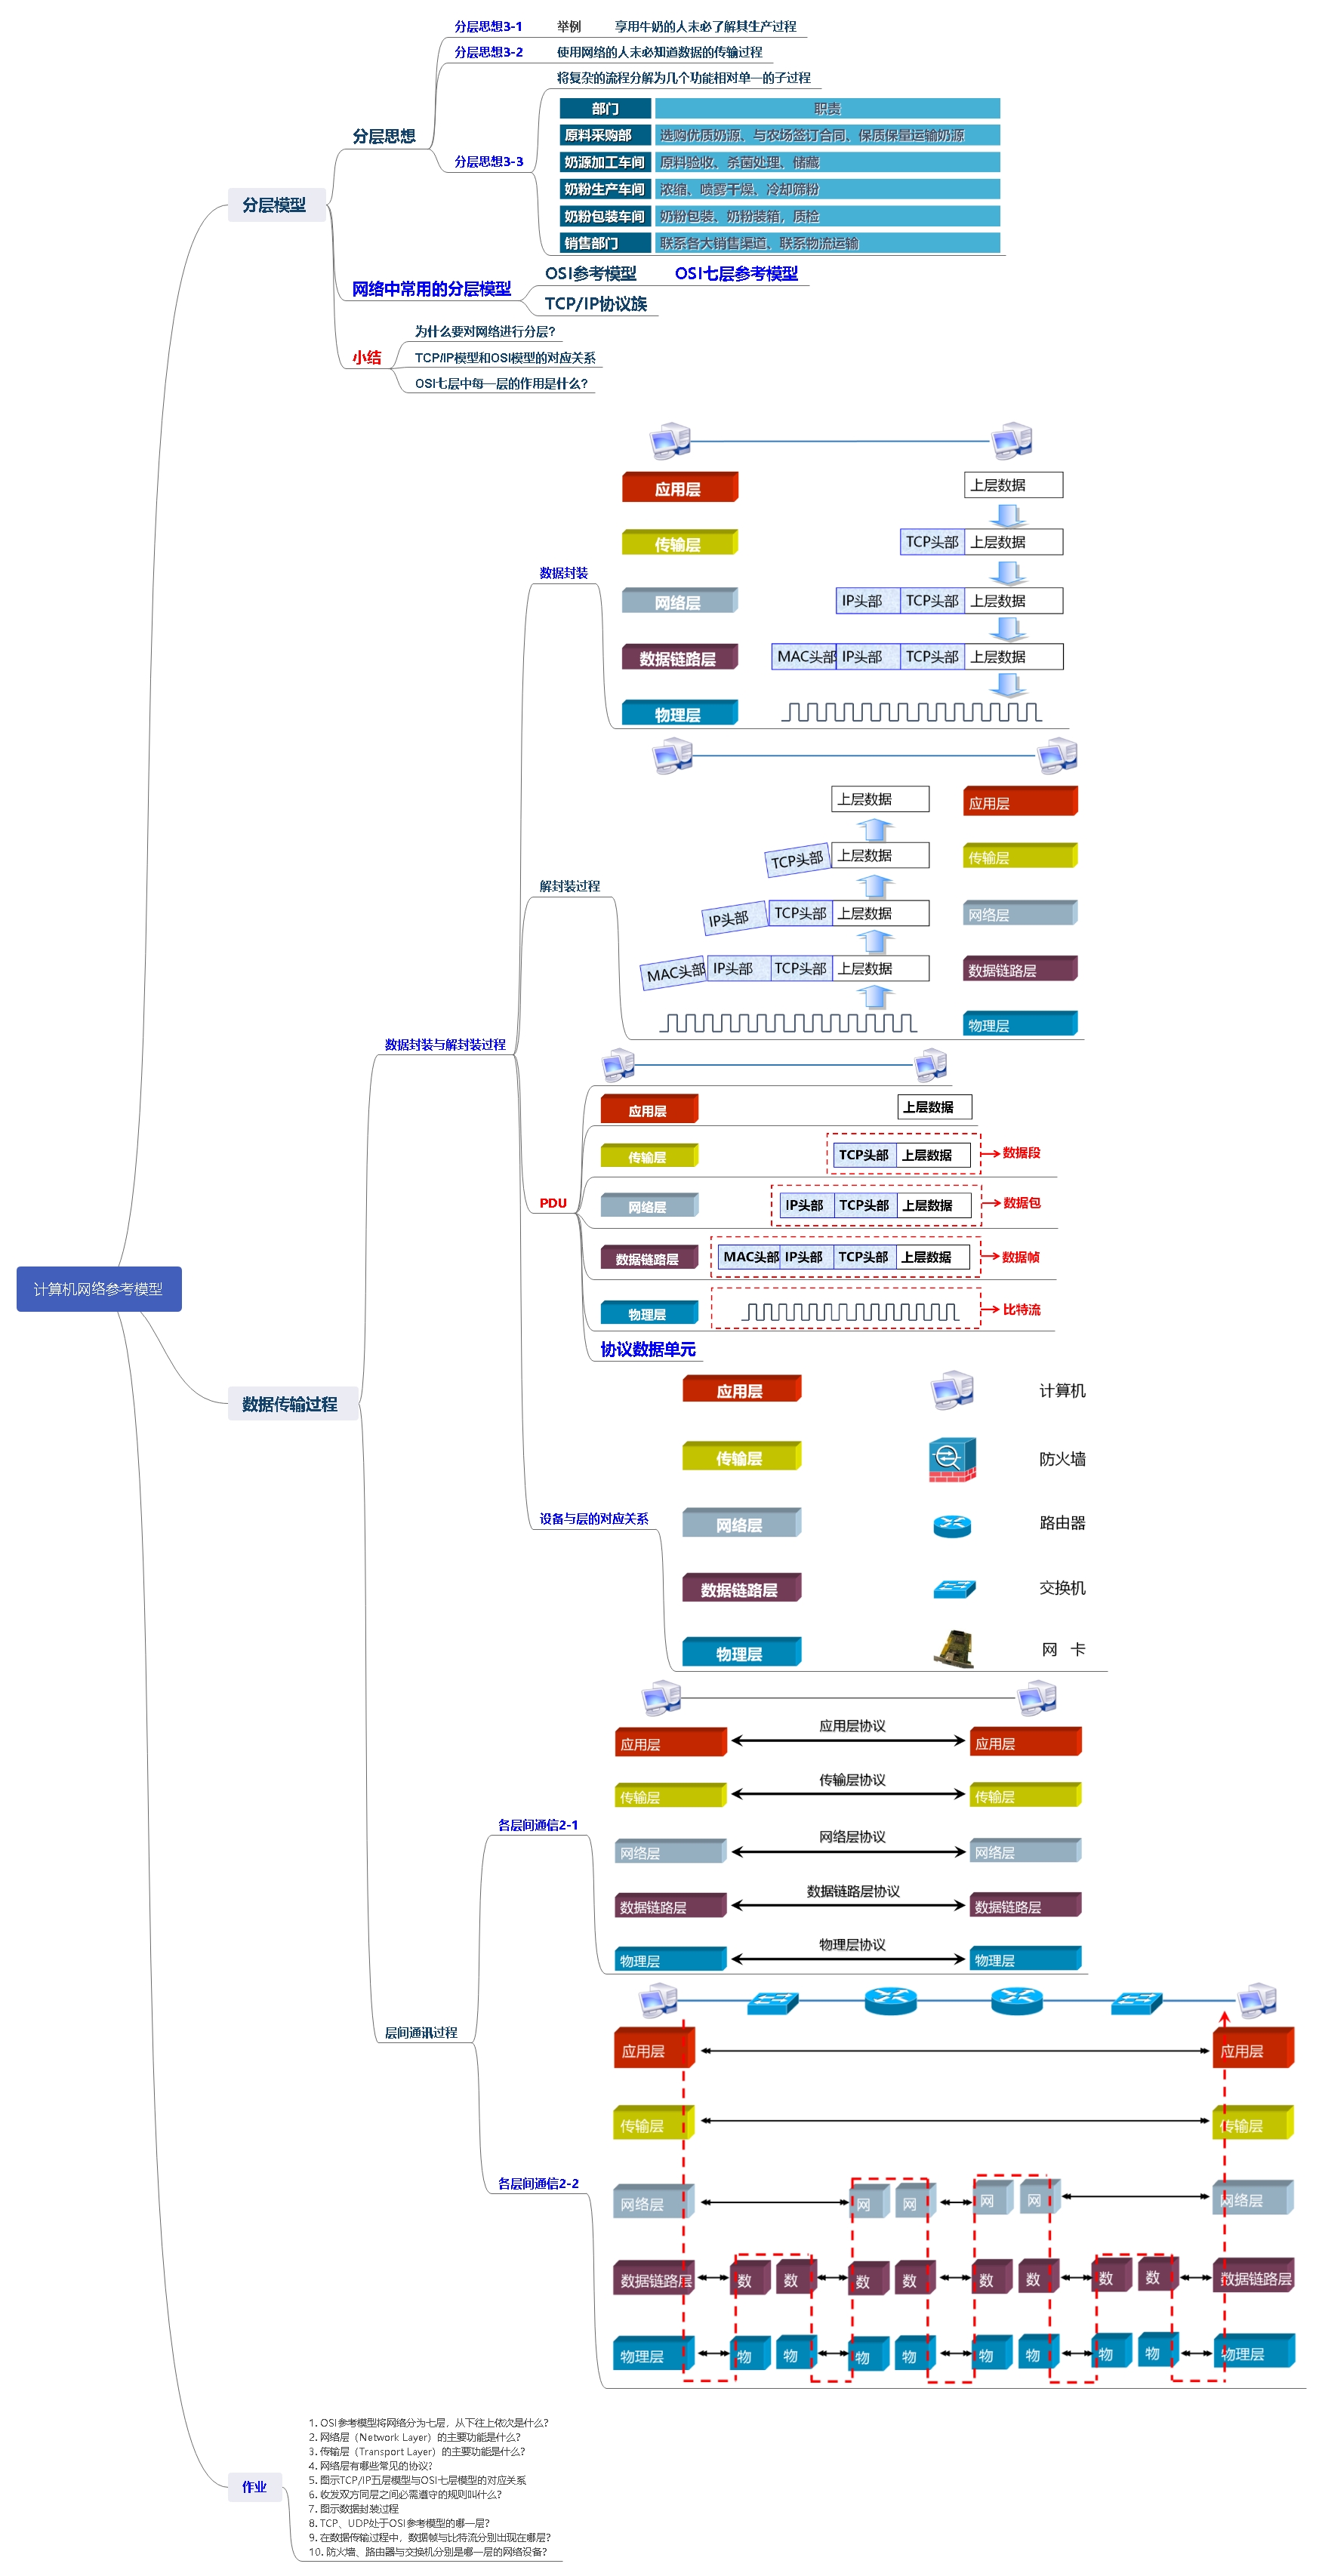 分层思想3-1 举例 享用牛奶的人未必了解其生产过程
分层思想3-2 使用网络的人未必知道数据的传输过程
将复杂的流程分解为几个功能相对单一的子过程
部门 职责
分层思想
原料采购部 选购优质奶源、与农场签订合同、保质保量运输奶源
分层思想3-3
奶源加工车间 原料验收、杀菌处理、储藏
奶粉生产车间 浓缩、喷雾干燥、冷却筛粉
分层模型
奶粉包装车间 奶粉包装、奶粉装箱，质检
销售部门 联系各大销售渠道、联系物流运输
网络中常用的分层模型
OSI参考模型 OSI七层参考模型
TCP/IP协议族
小结
为什么要对网络进行分层?
TCP/IP模型和OSI模型的对应关系
OSI七层中每一层的作用是什么?
数据封装
应用层 上层数据
传输层 TCP头部 上层数据
网络层 IP头部 TCP头部 上层数据
数据链路层 MAC头部 IP头部 TCP头部 上层数据
物理层
解封装过程
上层数据 应用层
TCP头部 上层数据 传输层
IP头部 TCP头部 上层数据 网络层
MAC头部 IP头部 TCP头部 上层数据 数据链路层
物理层
数据封装与解封装过程
PDU
应用层 上层数据
传输层 TCP头部 上层数据 数据段
网络层 IP头部 TCP头部 上层数据 数据包
数据链路层 MAC头部 IP头部 TCP头部 上层数据 数据帧
物理层 比特流
协议数据单元
计算机网络参考模型
数据传输过程
设备与层的对应关系
应用层 计算机
传输层 防火墙
网络层 路由器
数据链路层 交换机
物理层 网 卡
各层间通信2-1
应用层 应用层协议 应用层
传输层 传输层协议 传输层
网络层 网络层协议 网络层
数据链路层 数据链路层协议 数据链路层
物理层 物理层协议 物理层
层间通讯过程
各层间通信2-2
应用层 应用层
传输层 传输层
网络层 网 网 网 网 网络层
数据链路层 数 数 数 数 数 数 数 数 数据链路层
物理层 物 物 物 物 物 物 物 物 物理层
作业
1. OSI参考模型将网络分为七层，从下往上依次是什么?
2. 网络层（Network Layer）的主要功能是什么?
3. 传输层（Transport Layer）的主要功能是什么?
4. 网络层有哪些常见的协议?
5. 图示TCP/IP五层模型与OSI七层模型的对应关系
6. 收发双方同层之间必需遵守的规则叫什么?
7. 图示数据封装过程
8. TCP、UDP处于OSI参考模型的哪一层?
9. 在数据传输过程中，数据帧与比特流分别出现在哪层?
10. 防火墙、路由器与交换机分别是哪一层的网络设备?